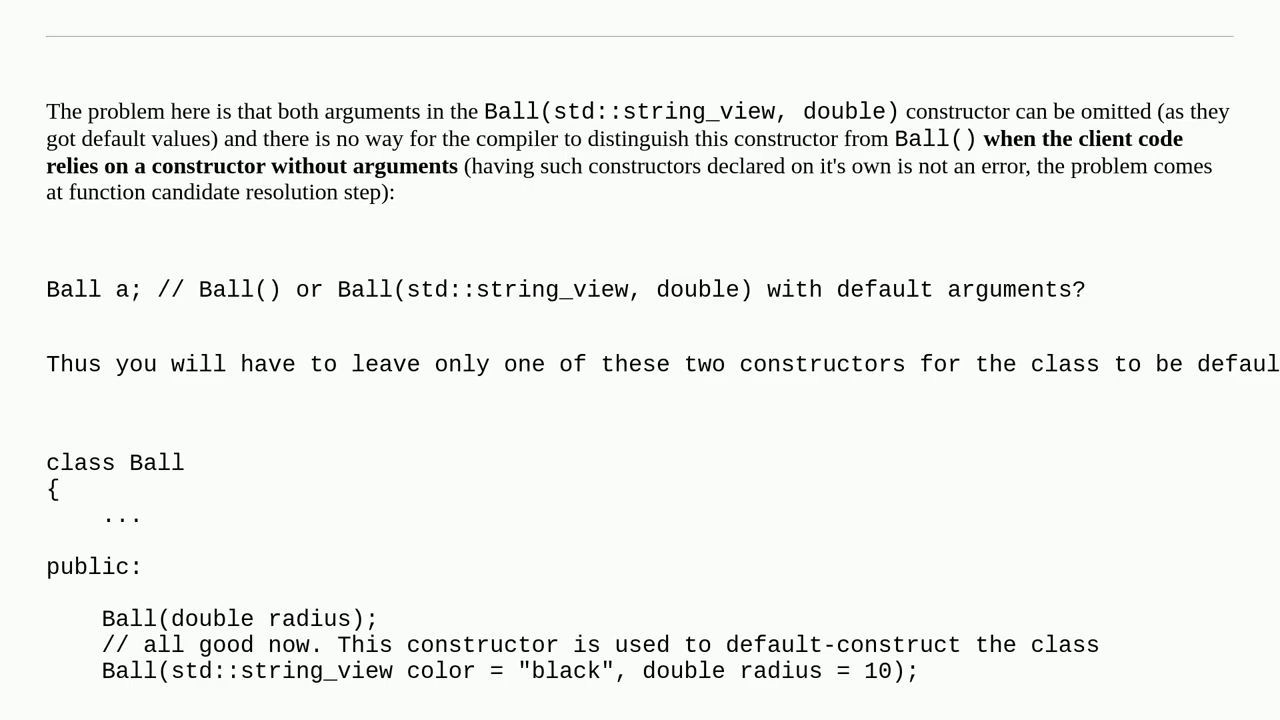 The problem here is that both arguments in the Ball(std::string_view, double) constructor can be omitted (as they
got default values) and there is no way for the compiler to distinguish this constructor from Ball() when the client code
relies on a constructor without arguments (having such constructors declared on it's own is not an error, the problem comes
at function candidate resolution step):
Ball a; // Ball() or Ball(std::string_view, double) with default arguments?
Thus you will have to leave only one of these two constructors for the class to be defaul
class Ball
{
    ...
public:
    Ball(double radius);
    // all good now. This constructor is used to default-construct the class
    Ball(std::string_view color = "black", double radius = 10);